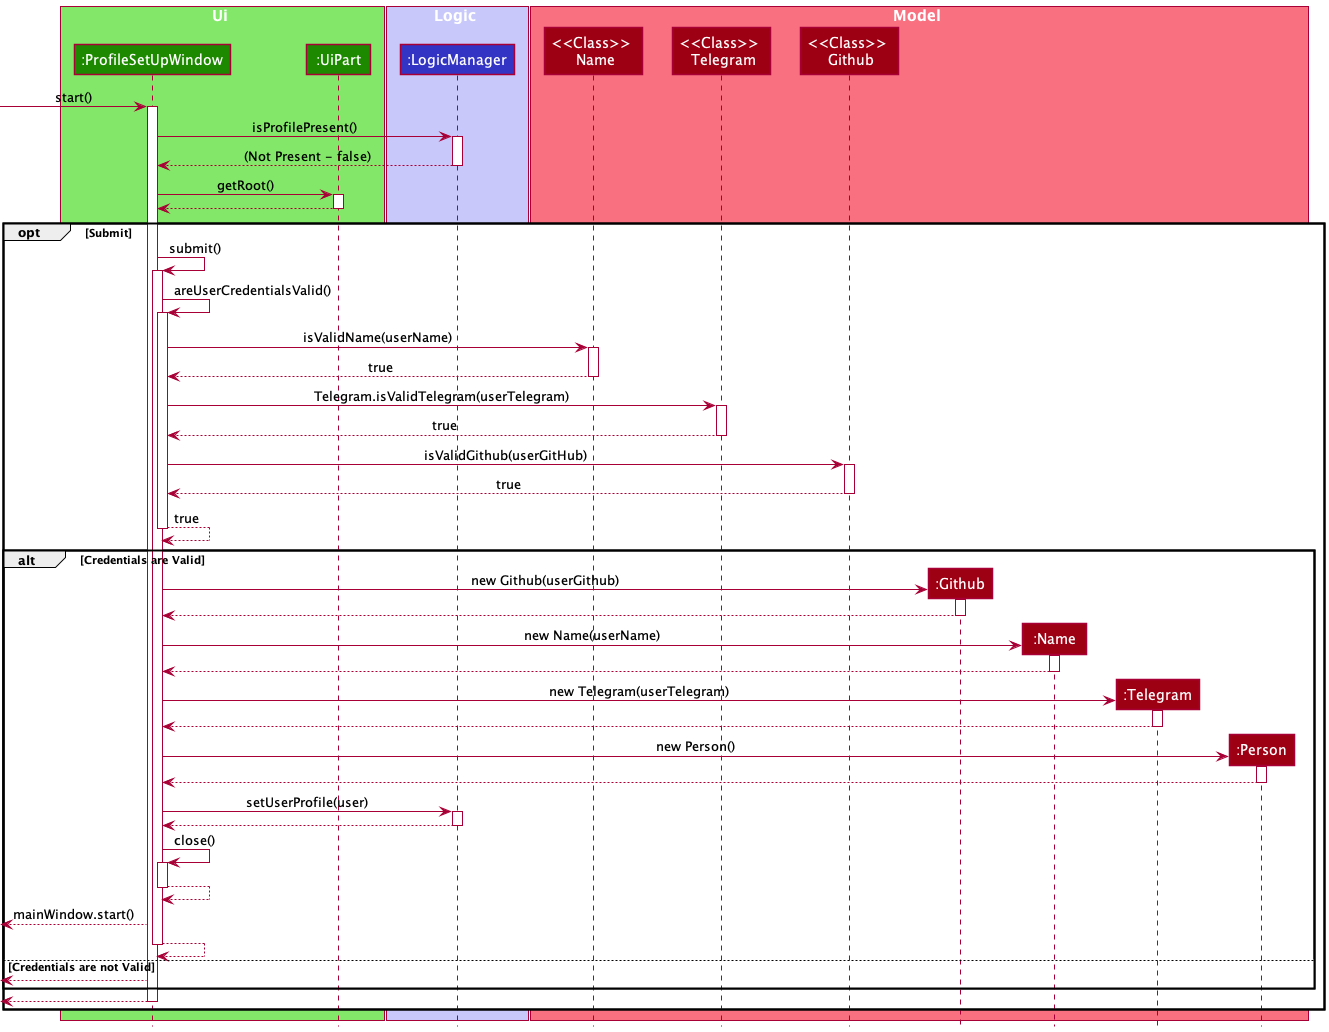 Ui
Logic
Model
:ProfileSetUpWindow
:UiPart
:LogicManager
<<Class>>
Name
<<Class>>
Telegram
<<Class>>
Github
start()
isProfilePresent()
(Not Present - false)
getRoot()
opt
[Submit]
submit()
areUserCredentialsValid()
isValidName(userName)
true
Telegram.isValidTelegram(userTelegram)
true
isValidGithub(userGitHub)
true
true
alt
[Credentials are Valid]
new Github(userGithub)
:Github
new Name(userName)
:Name
new Telegram(userTelegram)
:Telegram
new Person()
:Person
setUserProfile(user)
close()
mainWindow.start()
[Credentials are not Valid]